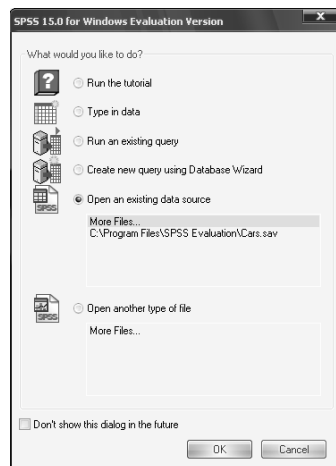 SPSS 15.0 for Windows Evaluation Version
X
What would you like to do?
?
Run the tutorial
Type in data
Run an existing query
Create new query using Database Wizard
Open an existing data source
SPSS
More Files...
C:\Program Files\SPSS Evaluation\Cars.sav
Open another type of file
SPSS
More Files...
Don't show this dialog in the future
OK
Cancel